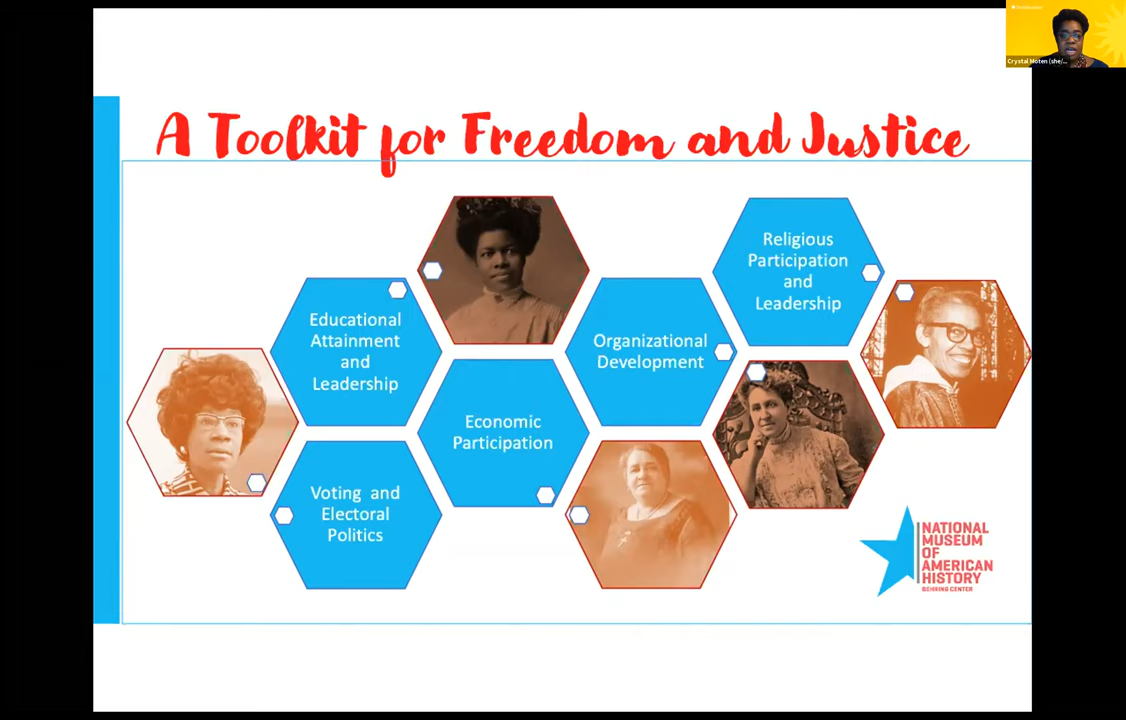 A Toolkit for Freedom and Justice
Educational
Attainment
and
Leadership
Voting and
Electoral
Politics
Economic
Participation
Organizational
Development
Religious
Participation
and
Leadership
NATIONAL
MUSEUM
OF
AMERICAN
HISTORY
BEHRING CENTER
Smithsonian
Crystal Moten (she/...